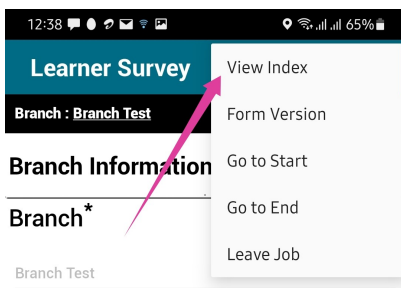 12:38 65%
Learner Survey
View Index
Branch : Branch Test
Form Version
Branch Information
Go to Start
Branch*
Go to End
Branch Test
Leave Job